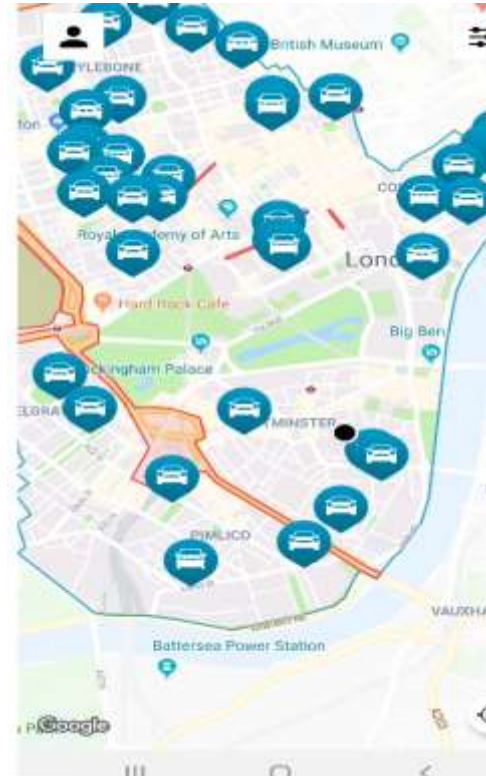 British Museum
YLEBONE
ton
CO
Royal
demy of Arts
Lond
Hard Rock Cafe
Big Ben
ckingham Palace
ELGRA
TMINSTER
PIMLICO
VAUXHA
Battersea Power Station
Google